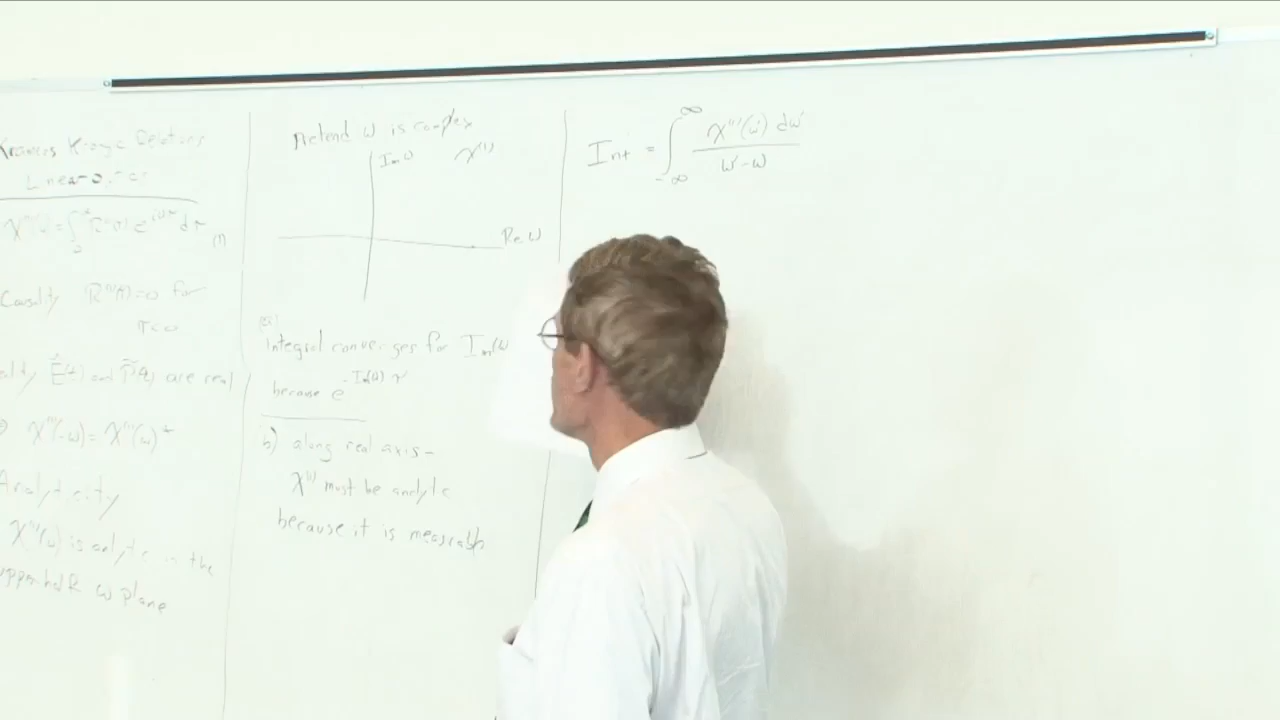 Kramers Kronig Relations
Linear Optics
χ⁽¹⁾(ω) = ∫₀^∞ R⁽¹⁾(τ) e^{iωτ} dτ (1)
Causality R⁽¹⁾(τ)=0 for
τ<0
Ẽ(t) and P̃(t) are real
χ⁽¹⁾(-ω) = χ⁽¹⁾(ω)*
Analyticity
χ⁽¹⁾(ω) is analytic in the
upper half ω plane
Pretend ω is complex
Im ω χ⁽¹⁾
Re ω
Integral converges for Im(ω
because e^{-Im(ω) τ}
b) along real axis -
χ⁽¹⁾ must be analytic
because it is measurable
Int = ∫_{-∞}^{∞} χ⁽¹⁾(ω') dω' / ω'-ω